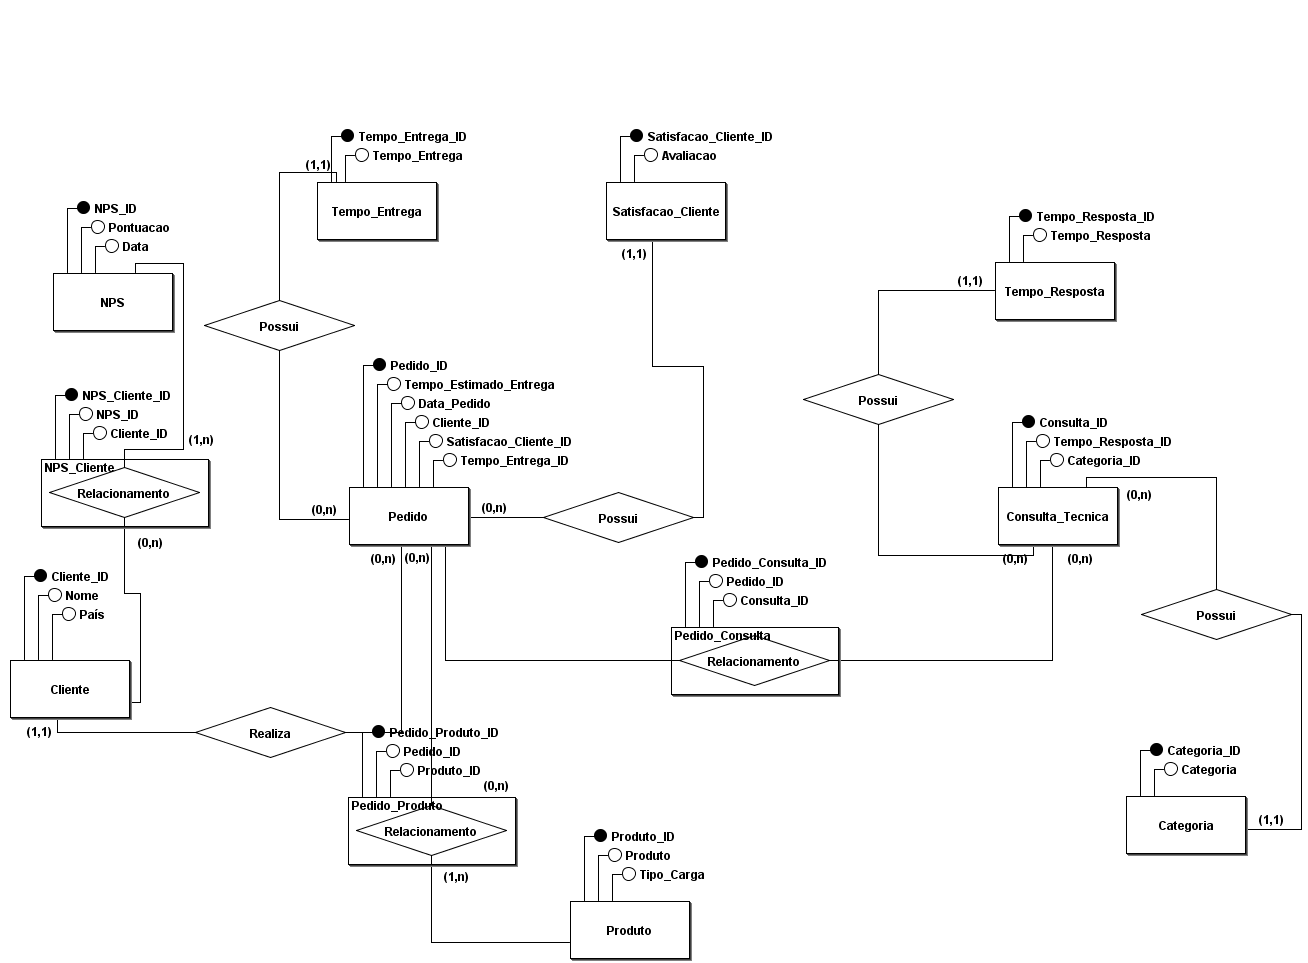 Tempo_Entrega_ID
Tempo_Entrega
(1,1)
Tempo_Entrega
Satisfacao_Cliente_ID
Avaliacao
Satisfacao_Cliente
(1,1)
NPS_ID
Pontuacao
Data
NPS
Tempo_Resposta_ID
Tempo_Resposta
(1,1)
Tempo_Resposta
Possui
Possui
NPS_Cliente_ID
NPS_ID
Cliente_ID
(1,n)
NPS_Cliente
Relacionamento
(0,n)
Pedido_ID
Tempo_Estimado_Entrega
Data_Pedido
Cliente_ID
Satisfacao_Cliente_ID
Tempo_Entrega_ID
(0,n)
Pedido
(0,n)
Possui
(0,n)
(0,n)
Consulta_ID
Tempo_Resposta_ID
Categoria_ID
(0,n)
Consulta_Tecnica
(0,n)
(0,n)
Possui
Cliente_ID
Nome
País
Cliente
(1,1)
Realiza
Pedido_Consulta_ID
Pedido_ID
Consulta_ID
Pedido_Consulta
Relacionamento
Pedido_Produto_ID
Pedido_ID
Produto_ID
(0,n)
Pedido_Produto
Relacionamento
(1,n)
Categoria_ID
Categoria
Categoria
(1,1)
Produto_ID
Produto
Tipo_Carga
Produto